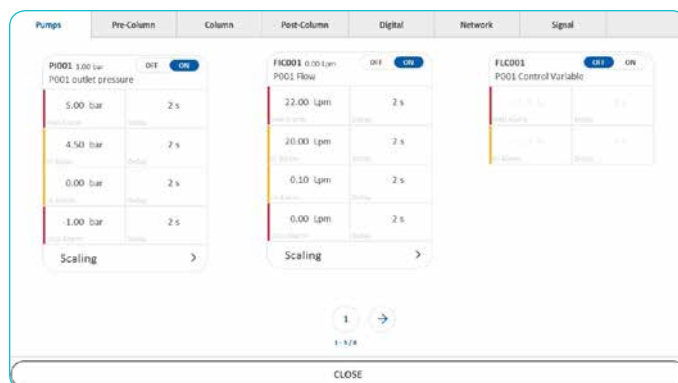 Pumps Pre-Column Column Post-Column Digital Network Signal
PI001 1.00 bar OFF ON
P001 outlet pressure
5.00 bar 2 s
4.50 bar 2 s
0.00 bar 2 s
-1.00 bar 2 s
Scaling
FIC001 0.00 Lpm OFF ON
P001 Flow
22.00 Lpm 2 s
20.00 Lpm 2 s
0.10 Lpm 2 s
0.00 Lpm 2 s
Scaling
FLC001 OFF ON
P001 Control Variable
1
CLOSE